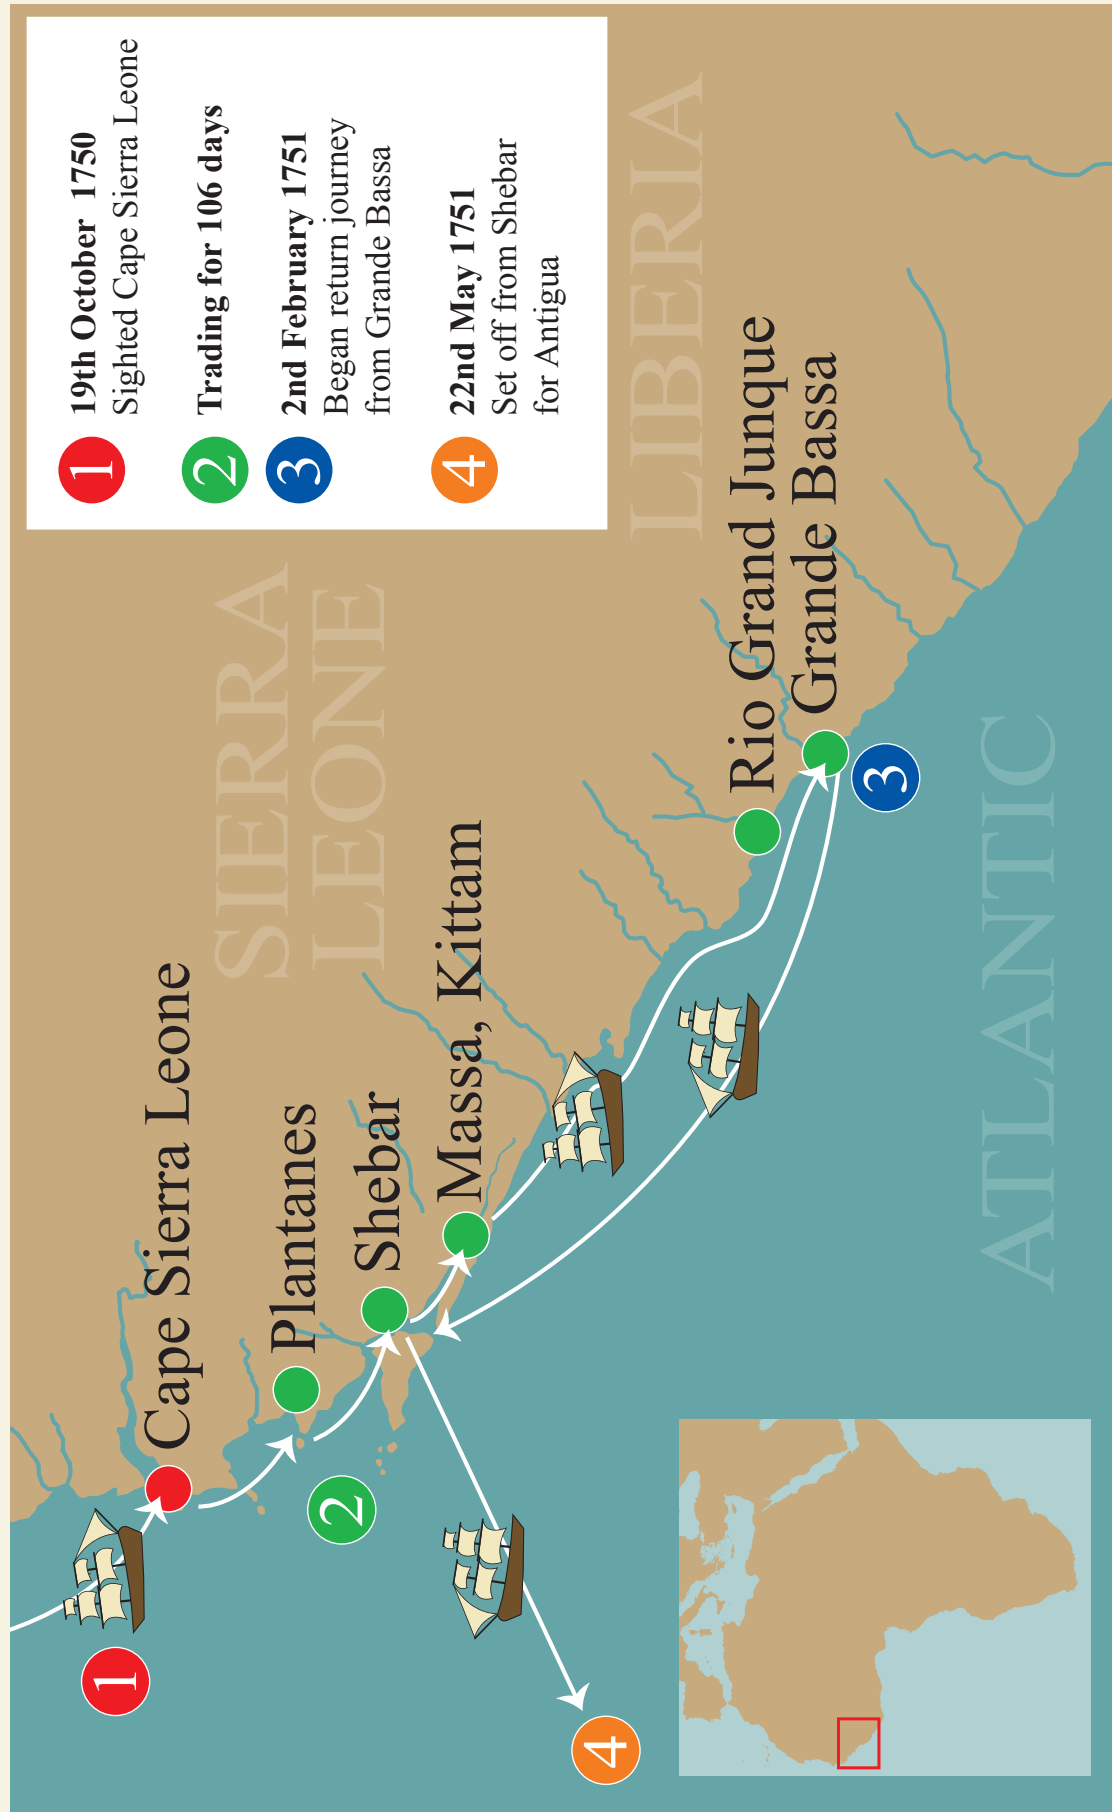 1
19th October 1750
Sighted Cape Sierra Leone
2
Trading for 106 days
3
2nd February 1751
Began return journey
from Grande Bassa
4
22nd May 1751
Set off from Shebar
for Antigua
SIERRA
LEONE
LIBERIA
1
Cape Sierra Leone
Plantanes
2
Shebar
Massa, Kittam
4
Rio Grand Junque
Grande Bassa
3
ATLANTIC